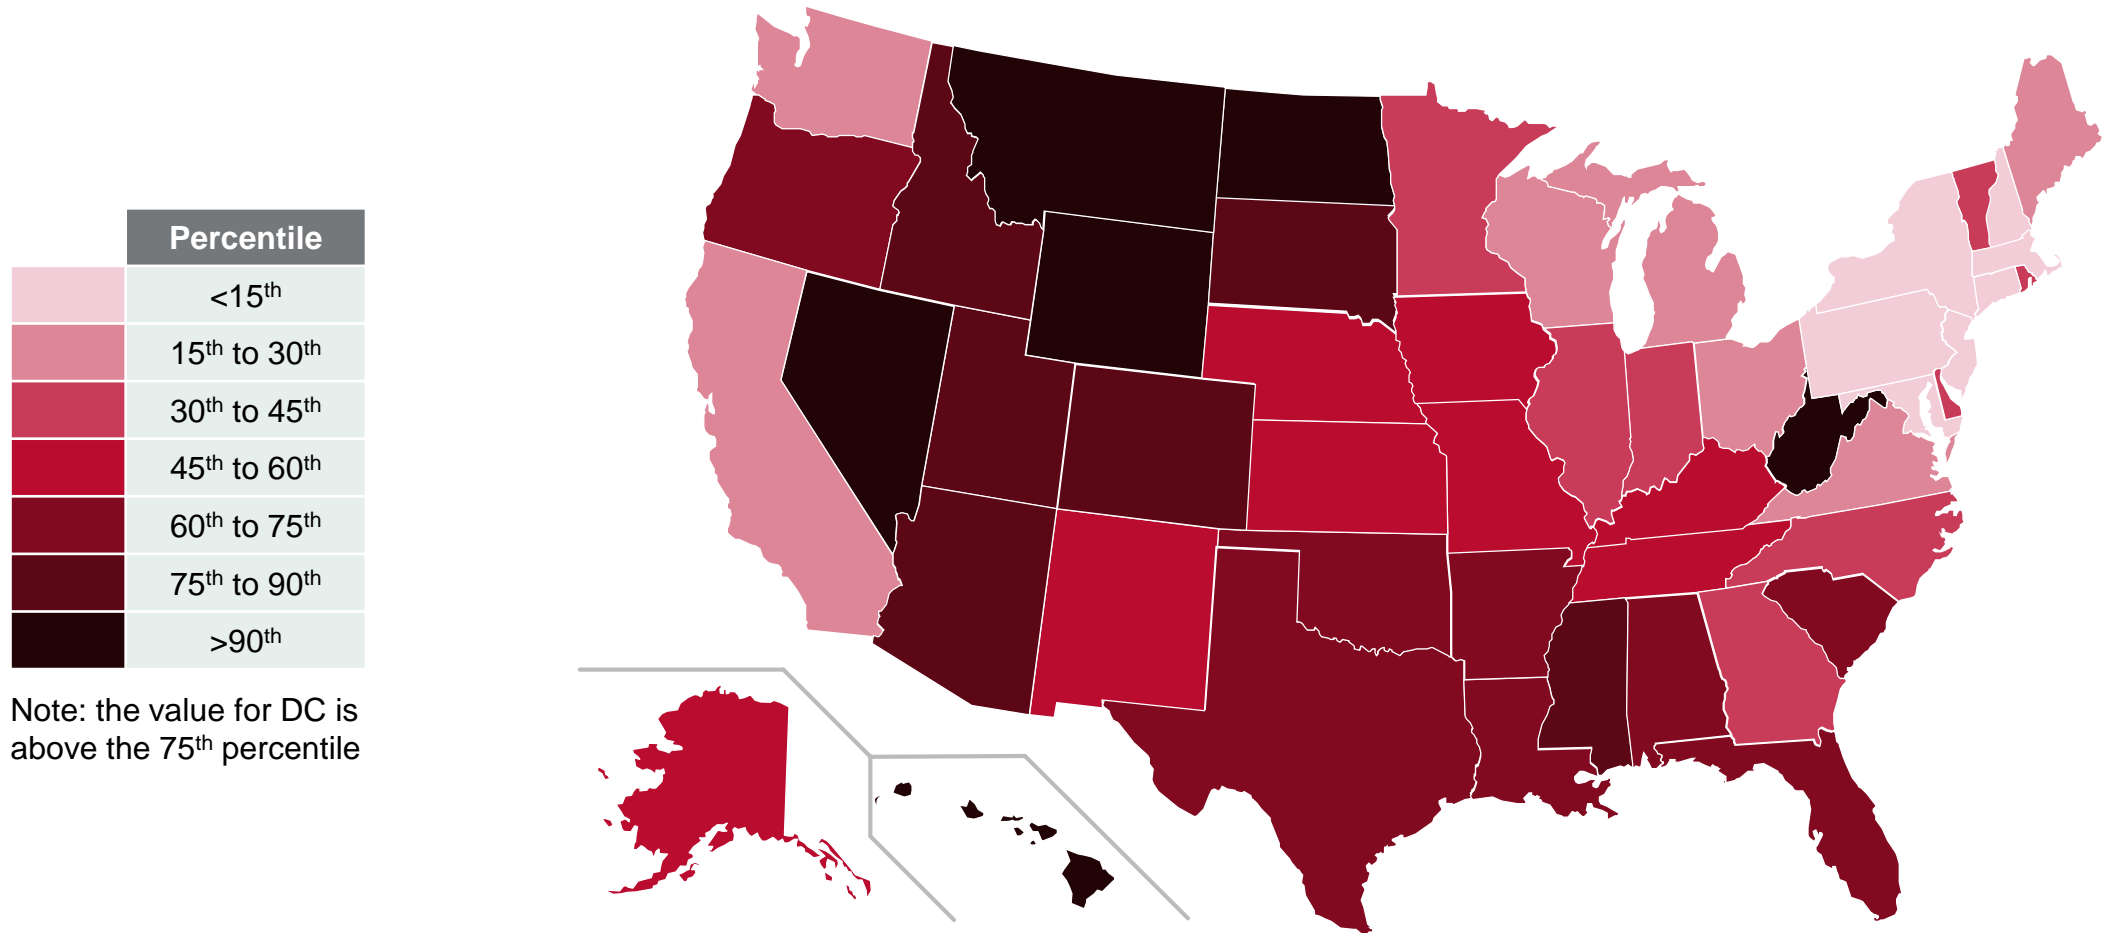 Percentile
<15th
15th to 30th
30th to 45th
45th to 60th
60th to 75th
75th to 90th
>90th
Note: the value for DC is
above the 75th percentile